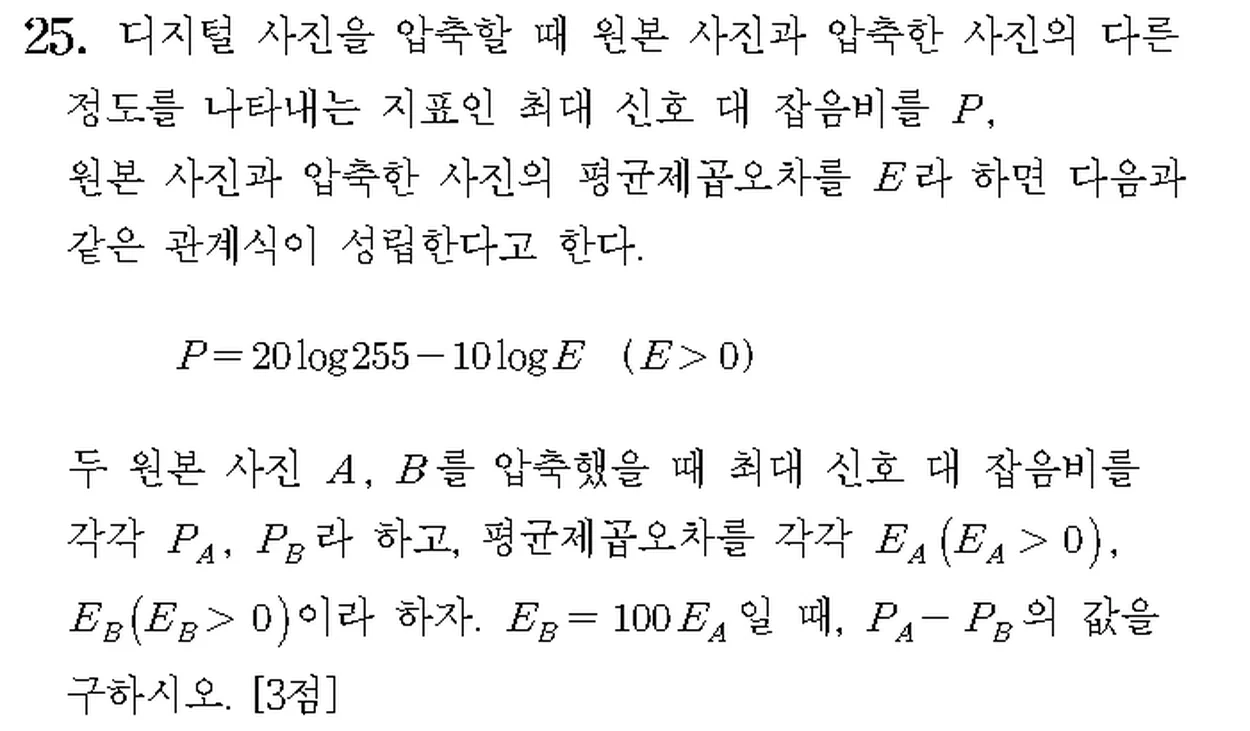 25. 디지털 사진을 압축할 때 원본 사진과 압축한 사진의 다른
정도를 나타내는 지표인 최대 신호 대 잡음비를 P,
원본 사진과 압축한 사진의 평균제곱오차를 E라 하면 다음과
같은 관계식이 성립한다고 한다.
P=20log255-10logE (E>0)
두 원본 사진 A, B를 압축했을 때 최대 신호 대 잡음비를
각각 P_A, P_B라 하고, 평균제곱오차를 각각 E_A(E_A>0),
E_B(E_B>0)이라 하자. E_B=100E_A일 때, P_A-P_B의 값을
구하시오. [3점]